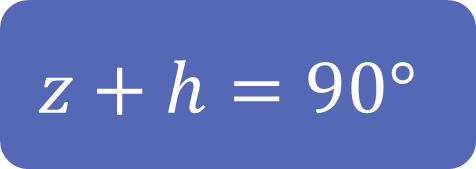 z + h = 90°